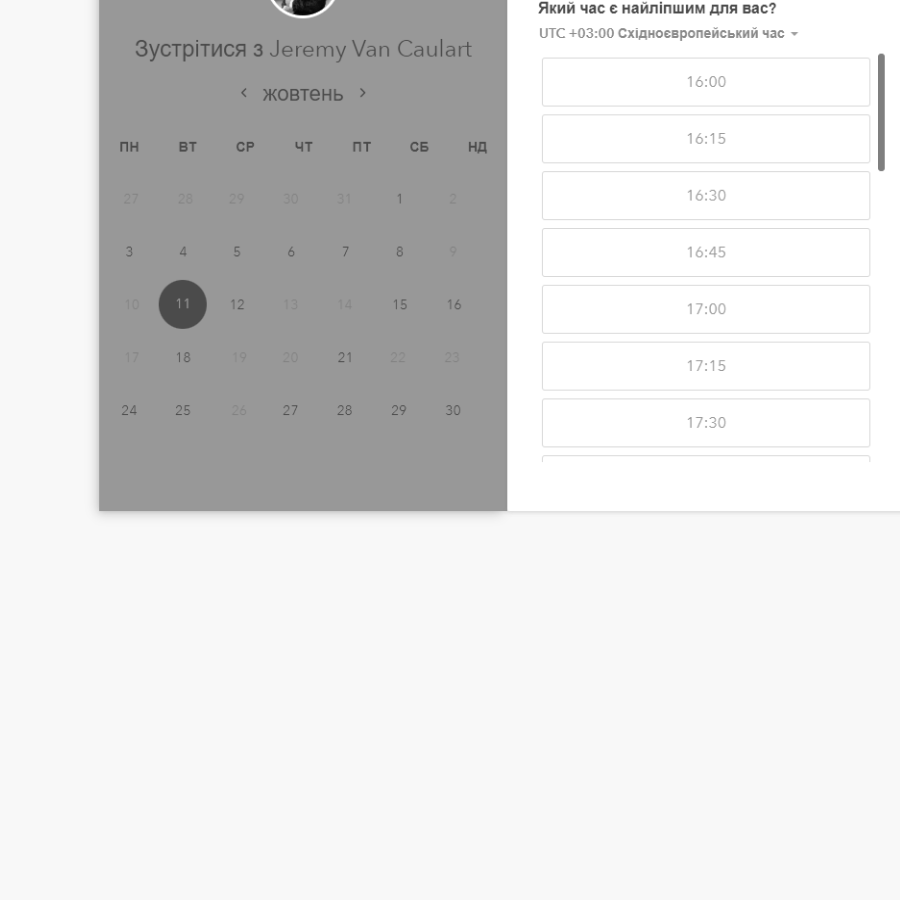 Зустрітися з Jeremy Van Caulart
жовтень
ПН ВТ СР ЧТ ПТ СБ НД
27 28 29 30 31 1 2
3 4 5 6 7 8 9
10 11 12 13 14 15 16
17 18 19 20 21 22 23
24 25 26 27 28 29 30
Який час є найліпшим для вас?
UTC +03:00 Східноєвропейський час
16:00
16:15
16:30
16:45
17:00
17:15
17:30